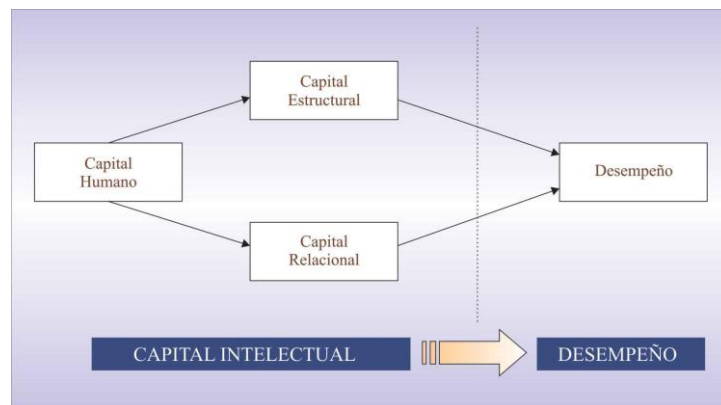 Capital
Estructural
Capital
Humano
Desempeño
Capital
Relacional
CAPITAL INTELECTUAL
DESEMPEÑO